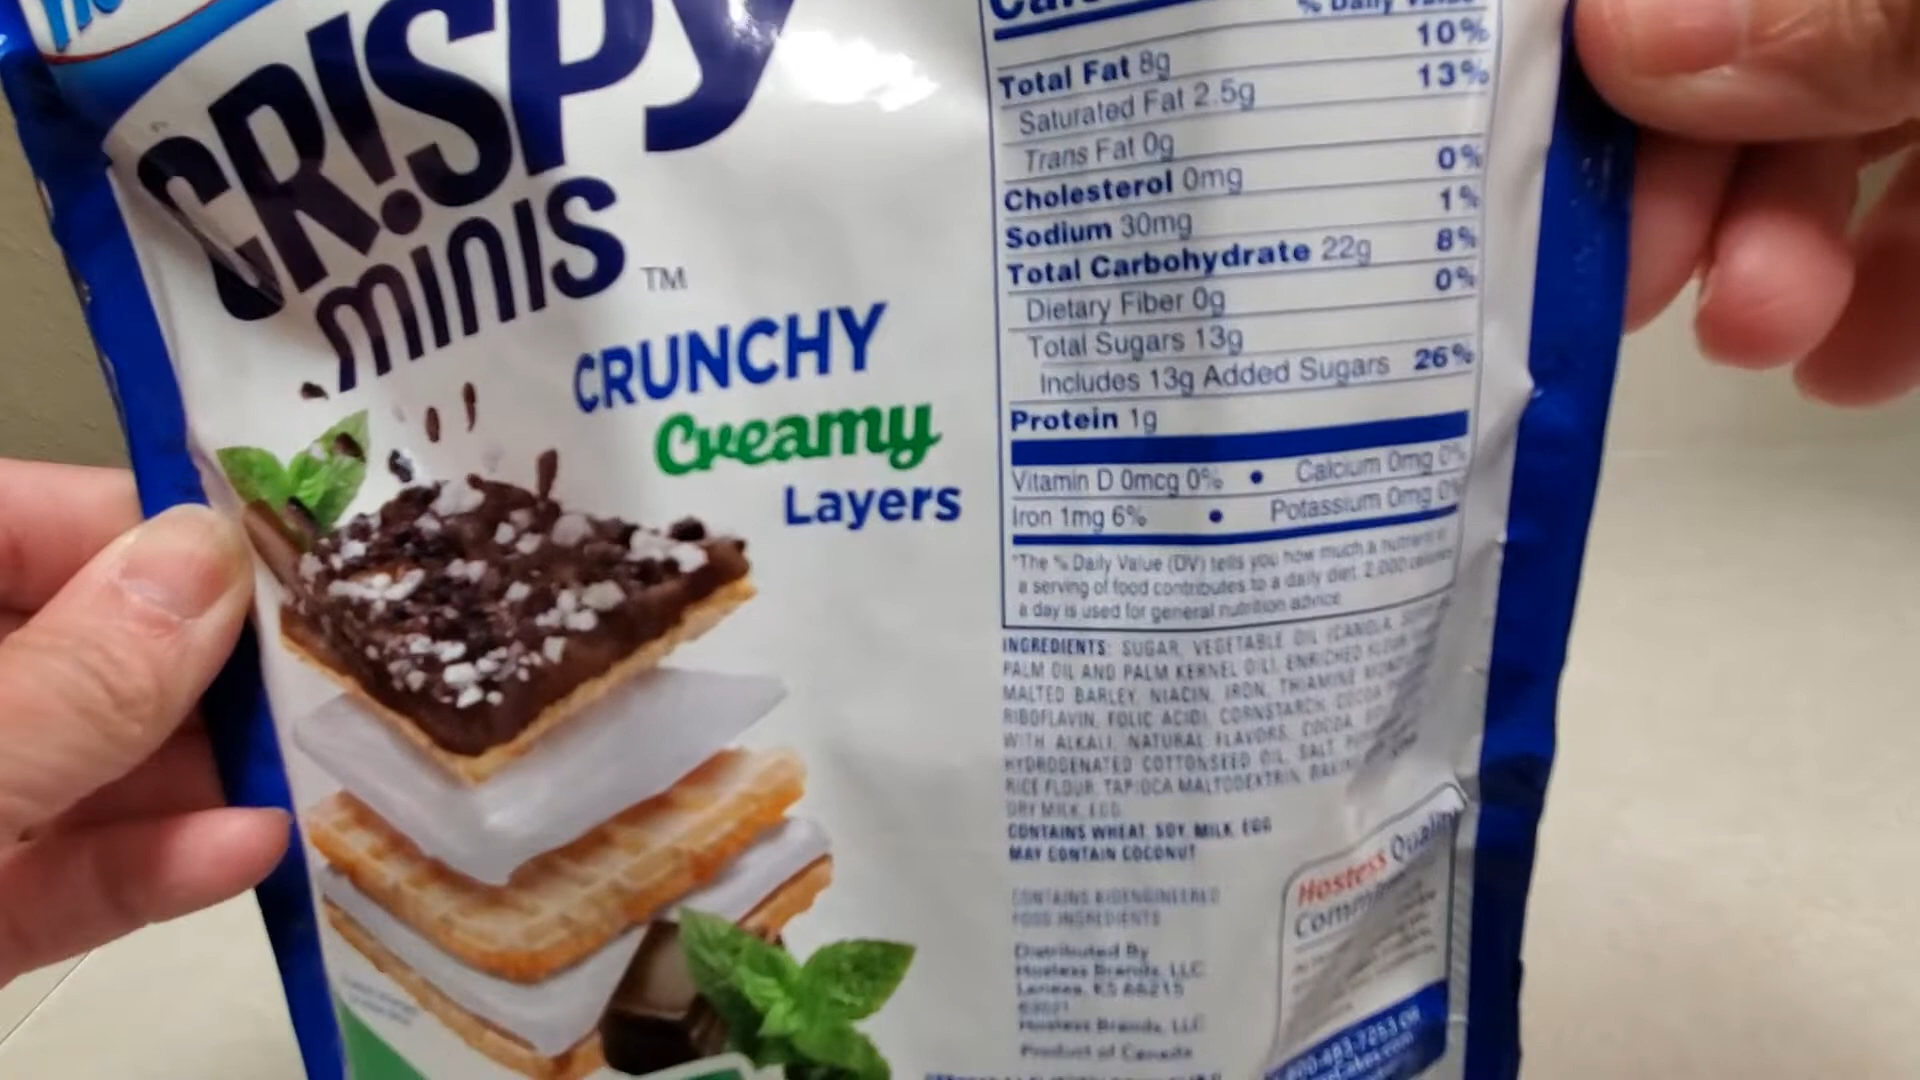 CR!SPY
minis
TM
CRUNCHY
Creamy
Layers
% Daily Value
10%
Total Fat 8g
13%
Saturated Fat 2.5g
Trans Fat 0g
0%
Cholesterol 0mg
1%
Sodium 30mg
8%
Total Carbohydrate 22g
0%
Dietary Fiber 0g
Total Sugars 13g
Includes 13g Added Sugars 26%
Protein 1g
Vitamin D 0mcg 0% • Calcium 0mg 0%
Iron 1mg 6% • Potassium 0mg 0%
*The % Daily Value (DV) tells you how much a nutrient
a serving of food contributes to a daily diet. 2,000
a day is used for general nutrition advice
INGREDIENTS: SUGAR, VEGETABLE OIL (CANOLA,
PALM OIL AND PALM KERNEL OIL), ENRICHED
MALTED BARLEY, NIACIN, IRON, THIAMINE
RIBOFLAVIN, FOLIC ACID), CORNSTARCH, COCOA
WITH ALKALI, NATURAL FLAVORS, COCOA,
HYDROGENATED COTTONSEED OIL, SALT,
RICE FLOUR, TAPIOCA MALTODEXTRIN,
DRY MILK, EGG.
CONTAINS WHEAT, SOY, MILK, EGG
MAY CONTAIN COCONUT
CONTAINS BIOENGINEERED
FOOD INGREDIENTS
Distributed By
Hostess Brands, LLC
Lenexa, KS 66215
Hostess Brands, LLC
Product of Canada
Hostess Quality